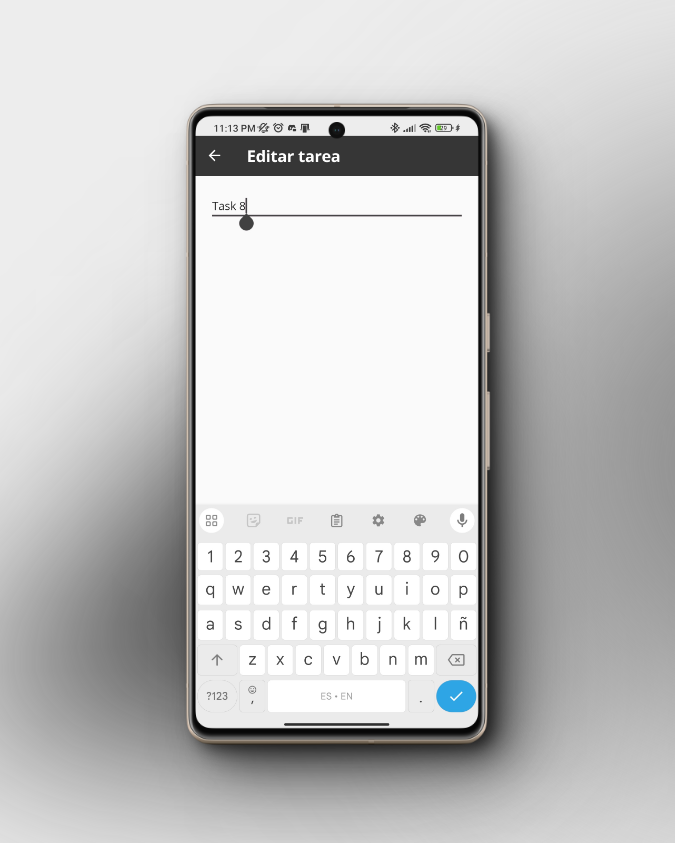 11:13 PM
Editar tarea
Task 8
GIF
1 2 3 4 5 6 7 8 9 0
q w e r t y u i o p
a s d f g h j k l ñ
z x c v b n m
?123 , ES • EN .